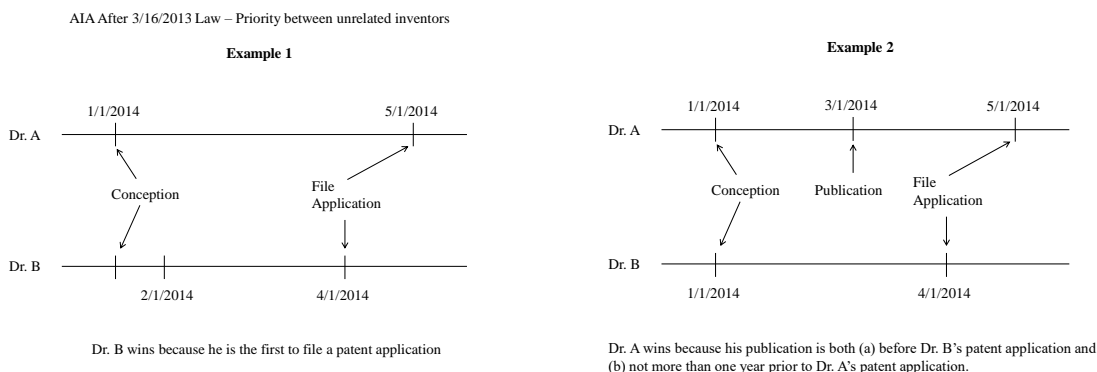 AIA After 3/16/2013 Law – Priority between unrelated inventors
Example 1
1/1/2014
5/1/2014
Dr. A
Conception
File
Application
Dr. B
2/1/2014
4/1/2014
Dr. B wins because he is the first to file a patent application
Example 2
1/1/2014
3/1/2014
5/1/2014
Dr. A
Conception
Publication
File
Application
Dr. B
1/1/2014
4/1/2014
Dr. A wins because his publication is both (a) before Dr. B's patent application and
(b) not more than one year prior to Dr. A's patent application.